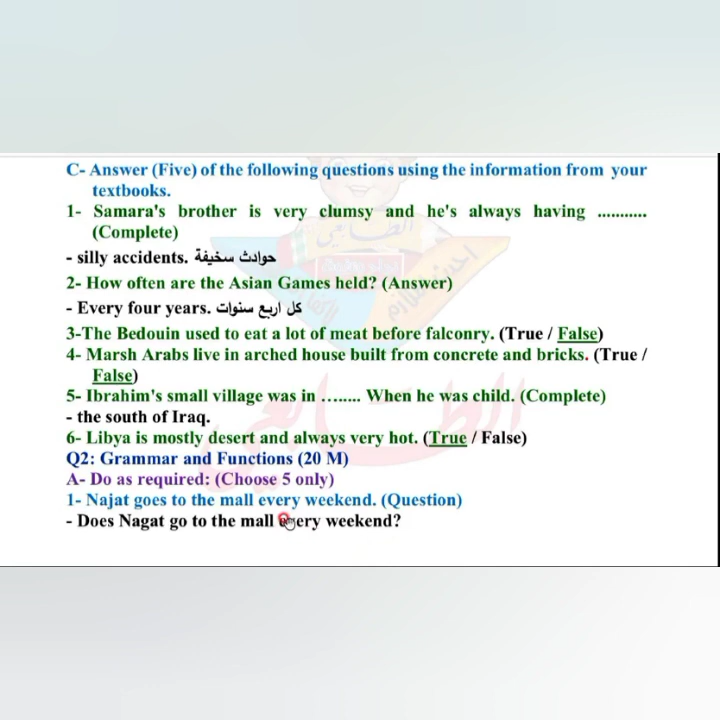 C- Answer (Five) of the following questions using the information from your
textbooks.
1- Samara's brother is very clumsy and he's always having ...........
(Complete)
- silly accidents. حوادث سخيفة
2- How often are the Asian Games held? (Answer)
- Every four years. كل اربع سنوات
3-The Bedouin used to eat a lot of meat before falconry. (True / False)
4- Marsh Arabs live in arched house built from concrete and bricks. (True /
False)
5- Ibrahim's small village was in ........ When he was child. (Complete)
- the south of Iraq.
6- Libya is mostly desert and always very hot. (True / False)
Q2: Grammar and Functions (20 M)
A- Do as required: (Choose 5 only)
1- Najat goes to the mall every weekend. (Question)
- Does Nagat go to the mall every weekend?
الطابعي